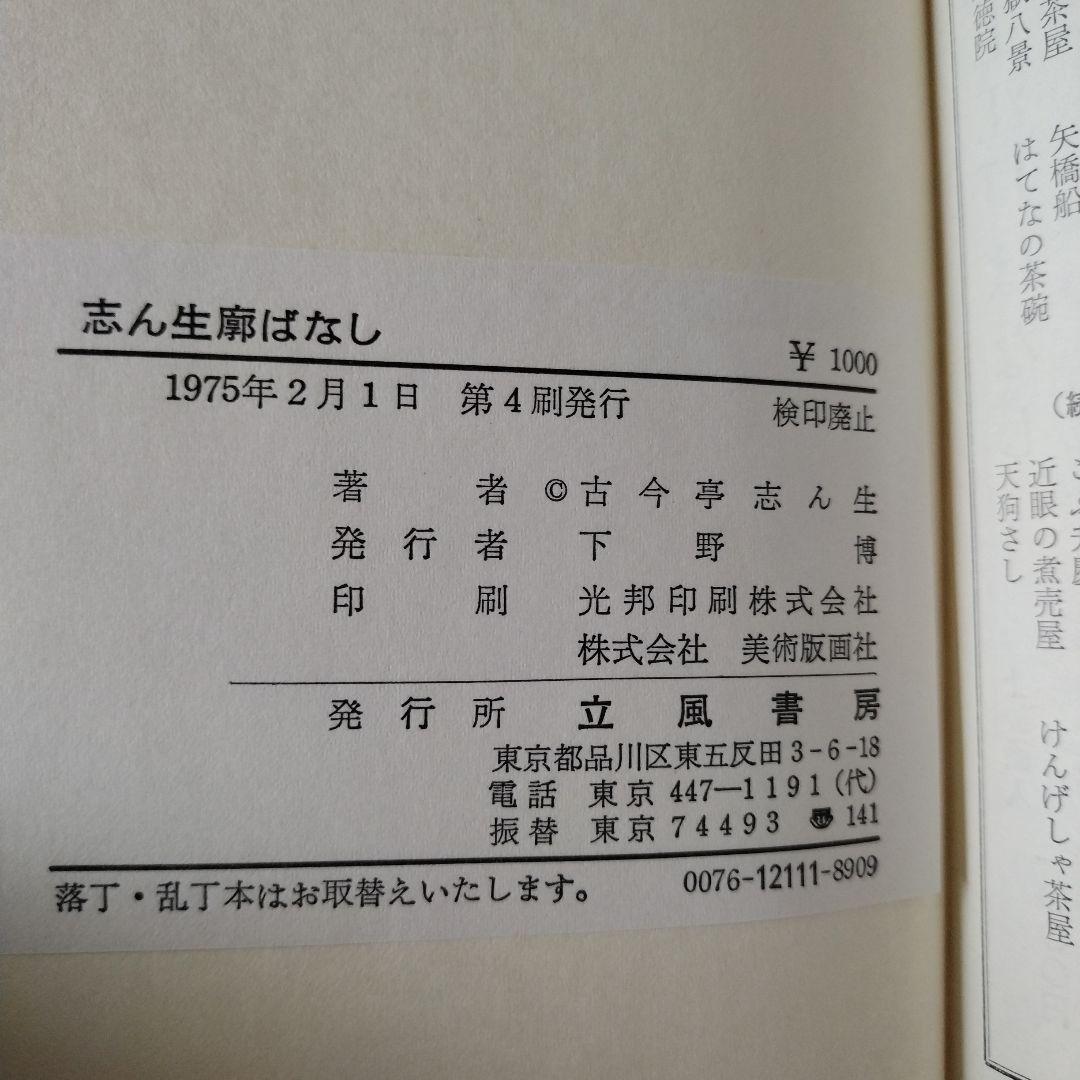 志ん生廓ばなし
¥ 1000
1975年2月1日 第4刷発行
検印廃止
著者 ©古今亭志ん生
発行者 下野博
印刷 光邦印刷株式会社
株式会社 美術版画社
発行所 立風書房
東京都品川区東五反田3-6-18
電話 東京 447—1191(代)
振替 東京 74493 〠 141
落丁・乱丁本はお取替えいたします。
0076-12111-8909
茶屋
八景
徳院
矢橋船
はてなの茶碗
近眼の煮売屋
天狗さし
けんげしゃ茶屋